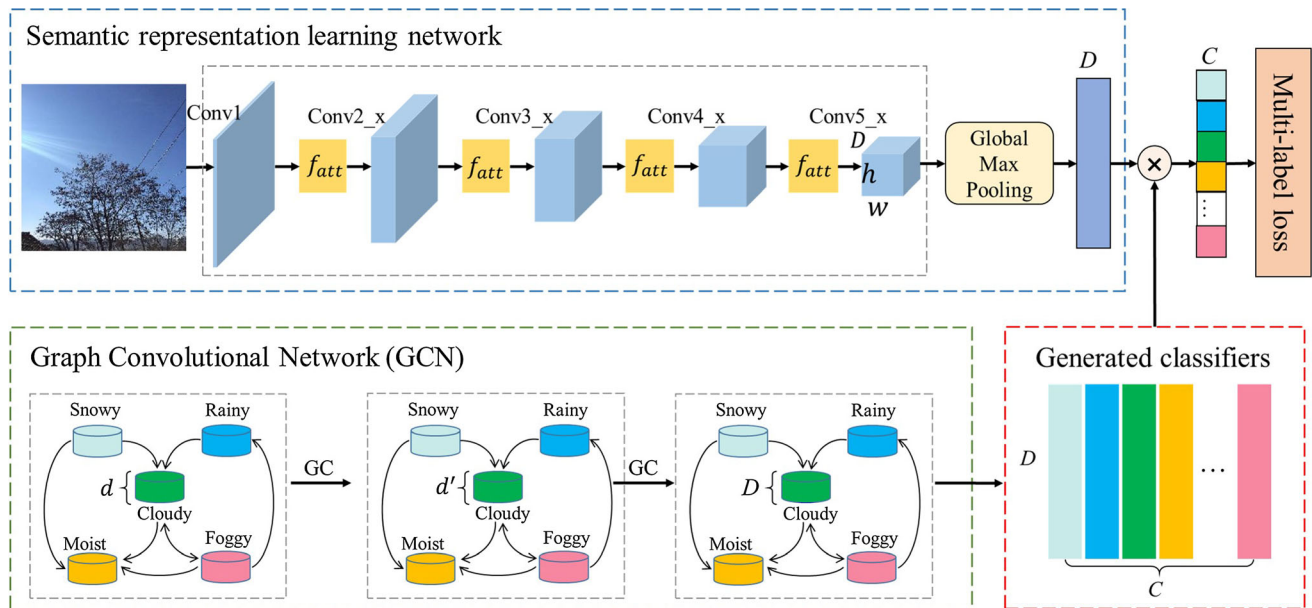 Semantic representation learning network
Conv1
Conv2_x
Conv3_x
Conv4_x
Conv5_x
f_att
f_att
f_att
f_att
D
h
w
Global
Max
Pooling
D
×
C
⋮
Multi-label loss
Graph Convolutional Network (GCN)
Snowy
Rainy
d
Cloudy
Moist
Foggy
GC
Snowy
Rainy
d'
Cloudy
Moist
Foggy
GC
Snowy
Rainy
D
Cloudy
Moist
Foggy
Generated classifiers
D
...
C